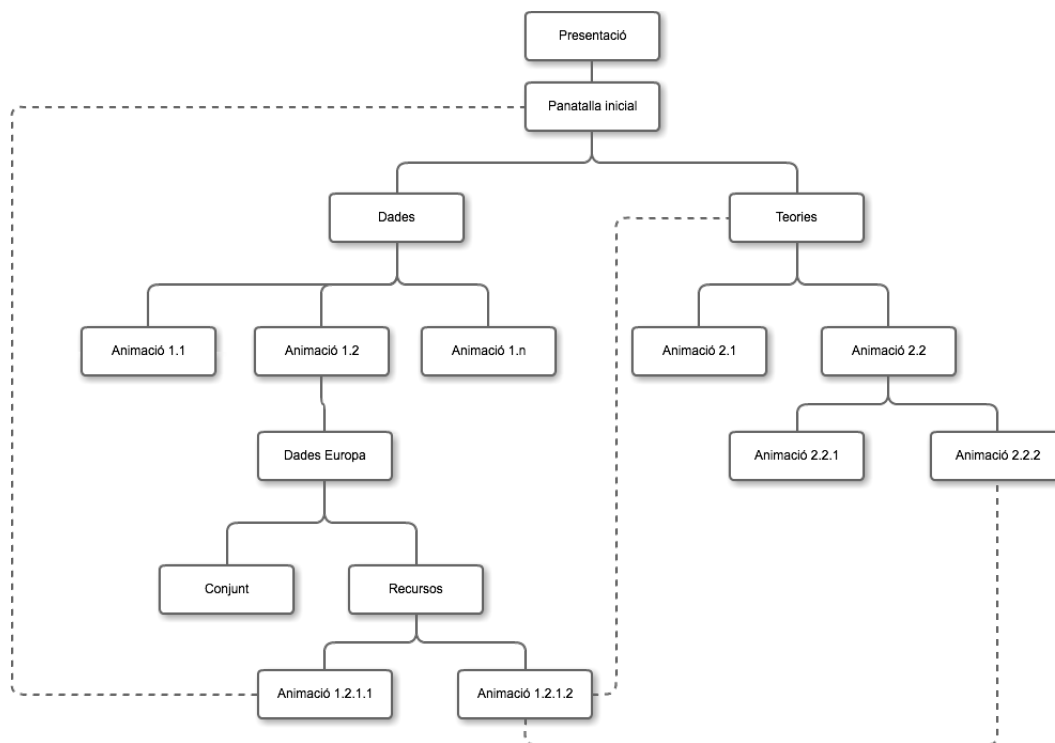 Presentació
Panatalla inicial
Dades
Teories
Animació 1.1
Animació 1.2
Animació 1.n
Animació 2.1
Animació 2.2
Dades Europa
Animació 2.2.1
Animació 2.2.2
Conjunt
Recursos
Animació 1.2.1.1
Animació 1.2.1.2